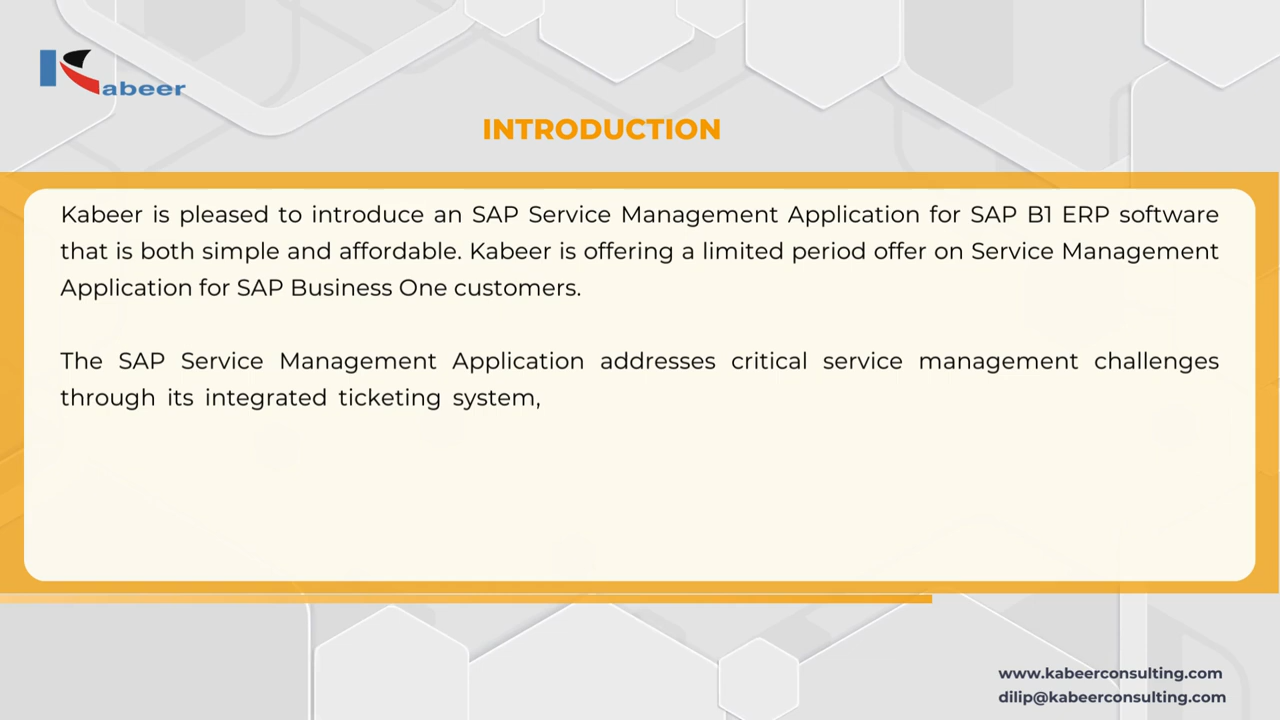 Kabeer
INTRODUCTION
Kabeer is pleased to introduce an SAP Service Management Application for SAP B1 ERP software
that is both simple and affordable. Kabeer is offering a limited period offer on Service Management
Application for SAP Business One customers.
The SAP Service Management Application addresses critical service management challenges
through its integrated ticketing system,
www.kabeerconsulting.com
dilip@kabeerconsulting.com